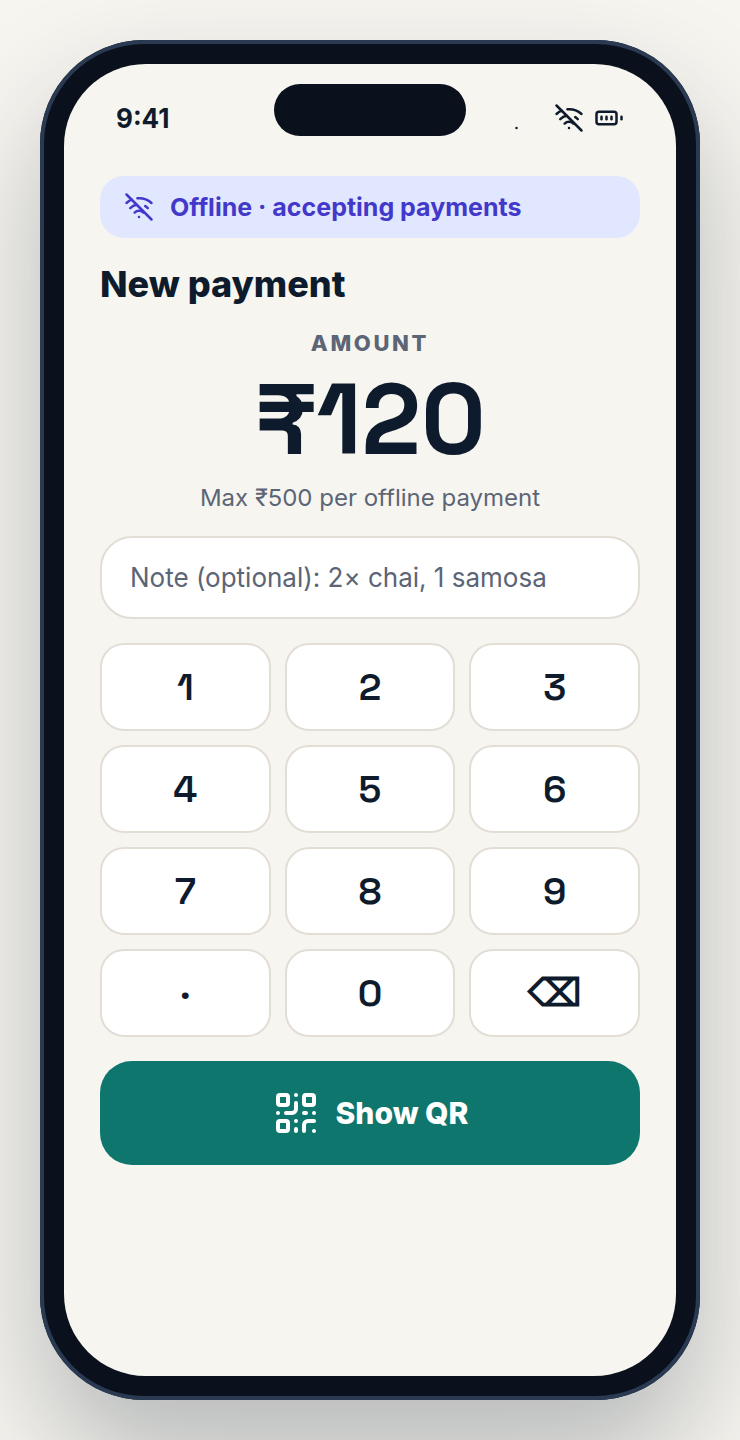 9:41
Offline · accepting payments
New payment
AMOUNT
₹120
Max ₹500 per offline payment
Note (optional): 2× chai, 1 samosa
1 2 3
4 5 6
7 8 9
. 0 ⌫
Show QR